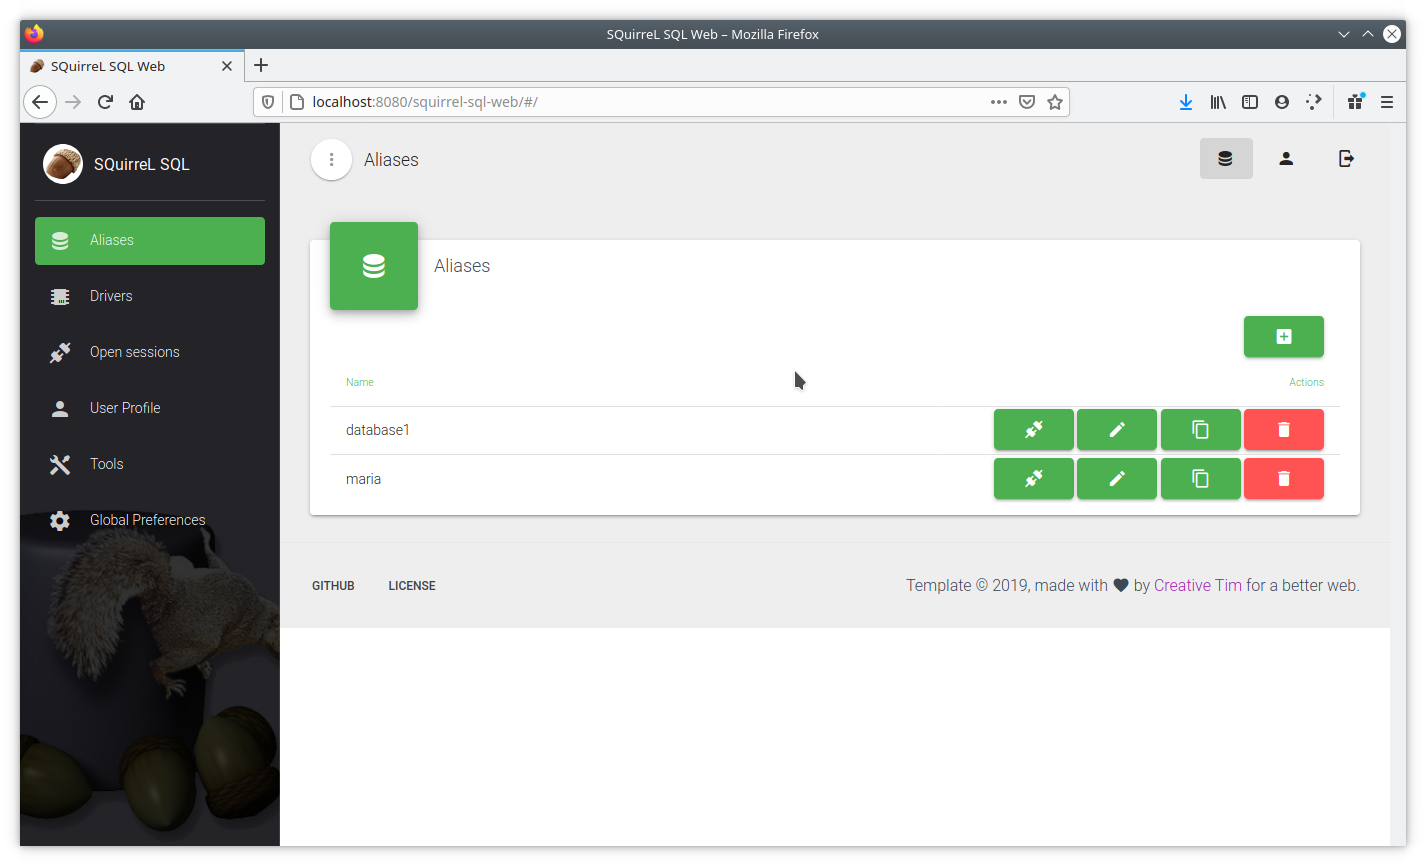 SQuirreL SQL Web – Mozilla Firefox
SQuirreL SQL Web
localhost:8080/squirrel-sql-web/#/
SQuirreL SQL
Aliases
Drivers
Open sessions
User Profile
Tools
Global Preferences
Aliases
Aliases
Name Actions
database1
maria
GITHUB LICENSE Template © 2019, made with by Creative Tim for a better web.